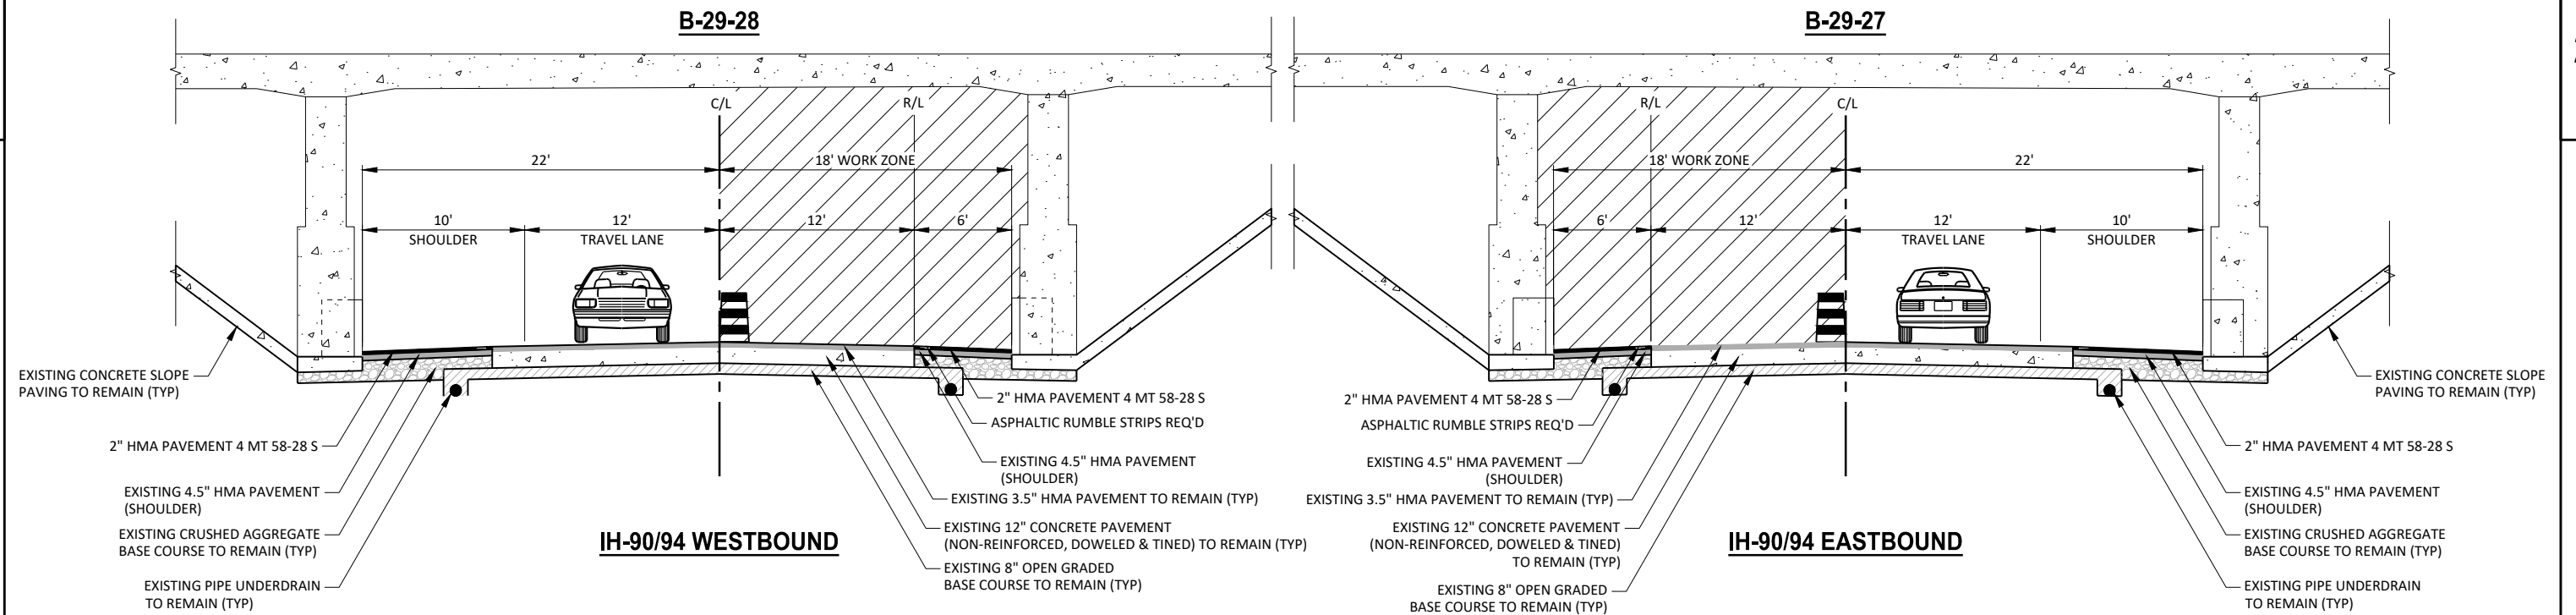 B-29-28
B-29-27
C/L
R/L
R/L
C/L
22'
18' WORK ZONE
18' WORK ZONE
22'
10'
12'
12'
6'
6'
12'
12'
10'
SHOULDER
TRAVEL LANE
TRAVEL LANE
SHOULDER
EXISTING CONCRETE SLOPE
PAVING TO REMAIN (TYP)
2" HMA PAVEMENT 4 MT 58-28 S
EXISTING 4.5" HMA PAVEMENT
(SHOULDER)
EXISTING CRUSHED AGGREGATE
BASE COURSE TO REMAIN (TYP)
EXISTING PIPE UNDERDRAIN
TO REMAIN (TYP)
IH-90/94 WESTBOUND
2" HMA PAVEMENT 4 MT 58-28 S
ASPHALTIC RUMBLE STRIPS REQ'D
EXISTING 4.5" HMA PAVEMENT
(SHOULDER)
EXISTING 3.5" HMA PAVEMENT TO REMAIN (TYP)
EXISTING 12" CONCRETE PAVEMENT
(NON-REINFORCED, DOWELED & TINED) TO REMAIN (TYP)
EXISTING 8" OPEN GRADED
BASE COURSE TO REMAIN (TYP)
2" HMA PAVEMENT 4 MT 58-28 S
ASPHALTIC RUMBLE STRIPS REQ'D
EXISTING 4.5" HMA PAVEMENT
(SHOULDER)
EXISTING 3.5" HMA PAVEMENT TO REMAIN (TYP)
EXISTING 12" CONCRETE PAVEMENT
(NON-REINFORCED, DOWELED & TINED)
TO REMAIN (TYP)
EXISTING 8" OPEN GRADED
BASE COURSE TO REMAIN (TYP)
IH-90/94 EASTBOUND
EXISTING CONCRETE SLOPE
PAVING TO REMAIN (TYP)
2" HMA PAVEMENT 4 MT 58-28 S
EXISTING 4.5" HMA PAVEMENT
(SHOULDER)
EXISTING CRUSHED AGGREGATE
BASE COURSE TO REMAIN (TYP)
EXISTING PIPE UNDERDRAIN
TO REMAIN (TYP)